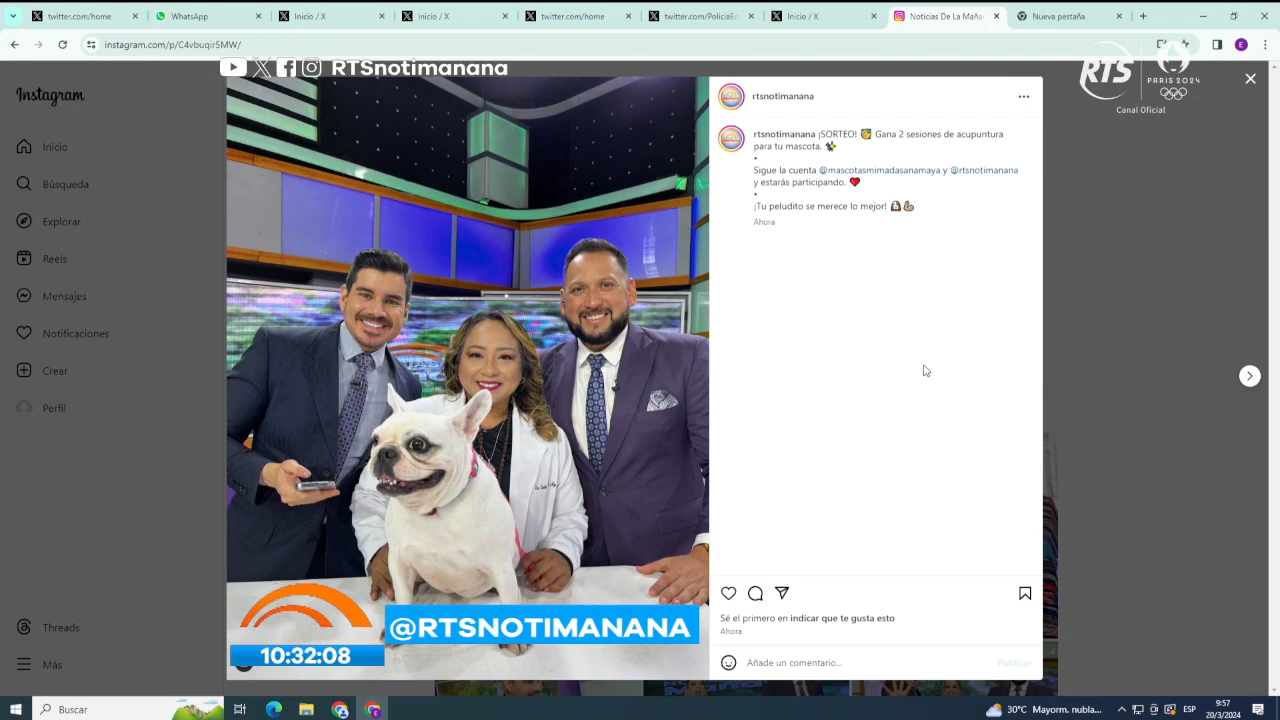 twitter.com/home
WhatsApp
Inicio / X
Inicio / X
twitter.com/home
twitter.com/PoliciaEc
Inicio / X
Noticias De La Maña
Nueva pestaña
instagram.com/p/C4vbuqir5MW/
E
RTSnotimanana
RTS
PARIS 2024
Canal Oficial
Instagram
Inicio
Búsqueda
Explorar
Reels
Mensajes
Notificaciones
Crear
Perfil
Threads
Más
rtsnotimanana
rtsnotimanana ¡SORTEO! 🥳 Gana 2 sesiones de acupuntura
para tu mascota. ✨
•
Sigue la cuenta @mascotasmimadasanamaya y @rtsnotimanana
y estarás participando. ❤️
•
¡Tu peludito se merece lo mejor! 🐶💪🏼
Ahora
Sé el primero en indicar que te gusta esto
Ahora
Añade un comentario...
Publicar
@RTSNOTIMANANA
10:32:08
Buscar
30°C Mayorm. nubla...
ESP
9:57
20/3/2024